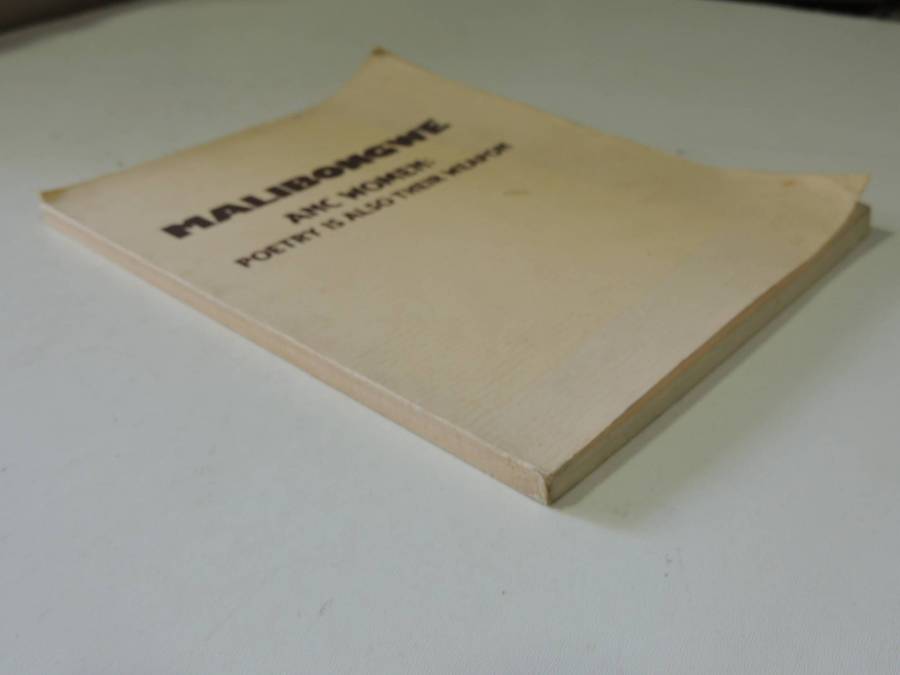 MALIBONGWE
ANC WOMEN:
POETRY IS ALSO THEIR WEAPON